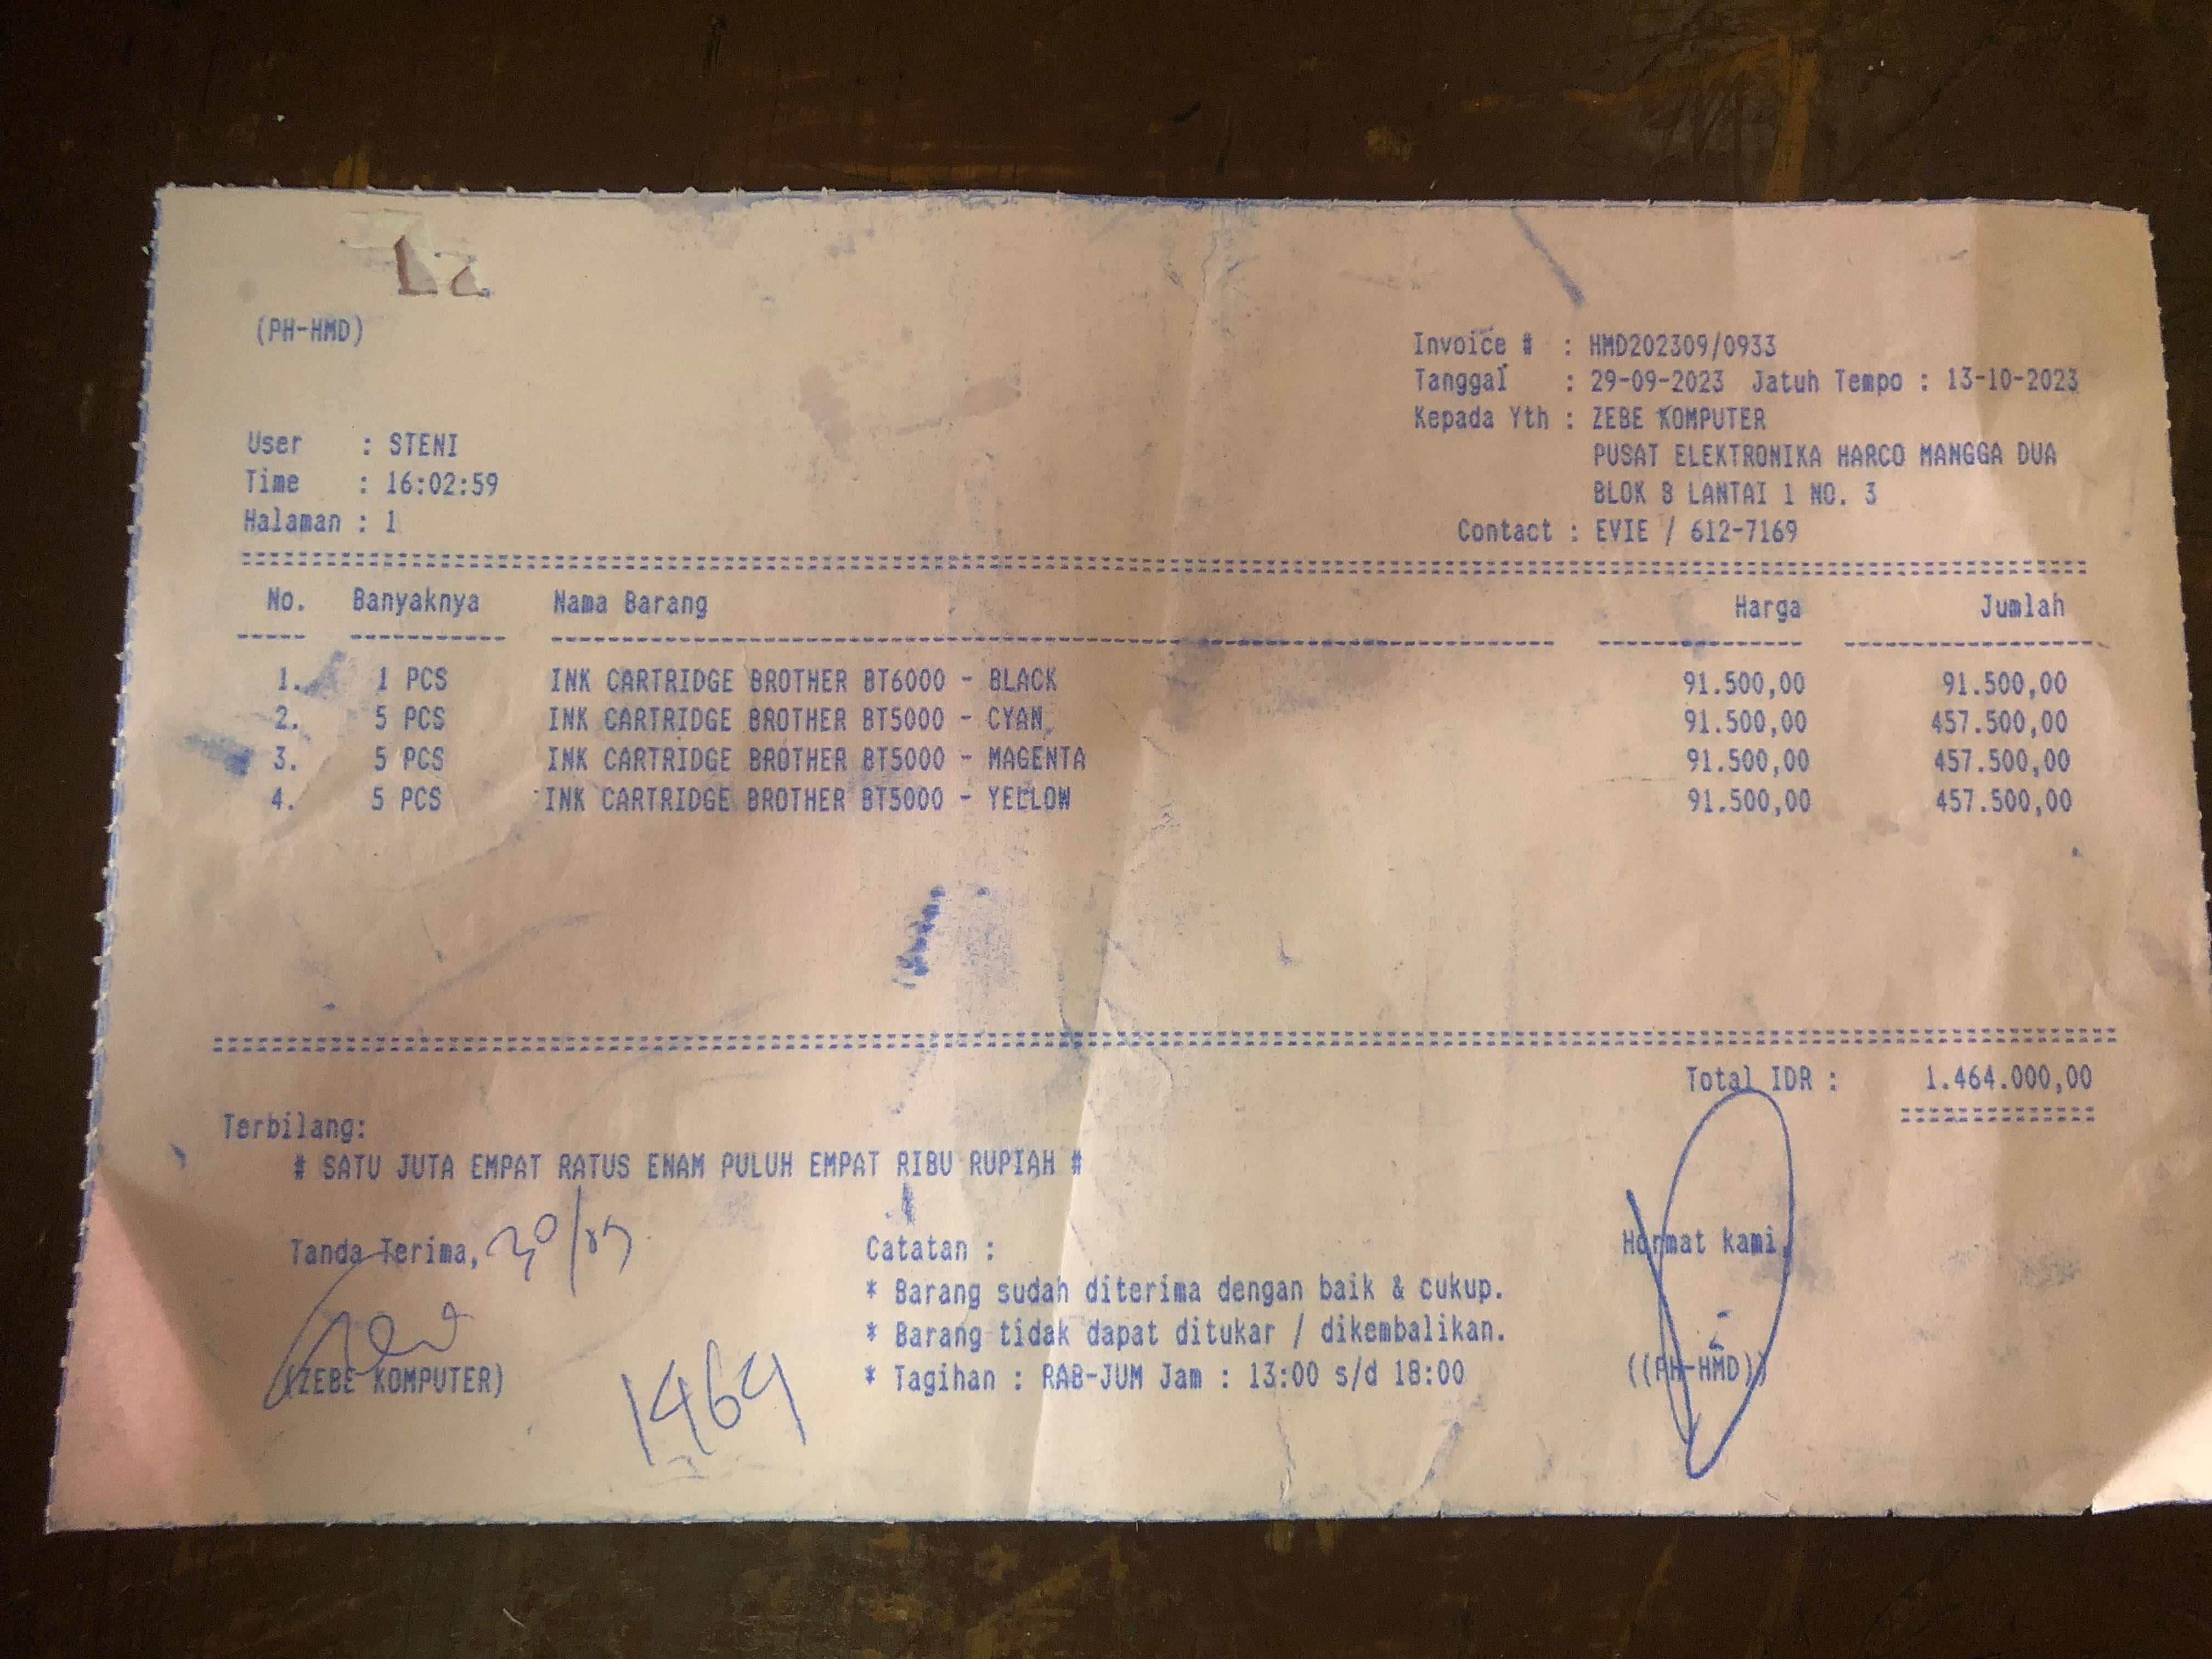 (PH-HMD)
Invoice # : HMD202309/0933
Tanggal : 29-09-2023 Jatuh Tempo : 13-10-2023
Kepada Yth : ZEBE KOMPUTER
PUSAT ELEKTRONIKA HARCO MANGGA DUA
BLOK B LANTAI 1 NO. 3
Contact : EVIE / 612-7169
User : STENI
Time : 16:02:59
Halaman : 1
No. Banyaknya Nama Barang Harga Jumlah
1. 1 PCS INK CARTRIDGE BROTHER BT6000 - BLACK 91.500,00 91.500,00
2. 5 PCS INK CARTRIDGE BROTHER BT5000 - CYAN 91.500,00 457.500,00
3. 5 PCS INK CARTRIDGE BROTHER BT5000 - MAGENTA 91.500,00 457.500,00
4. 5 PCS INK CARTRIDGE BROTHER BT5000 - YELLOW 91.500,00 457.500,00
Total IDR : 1.464.000,00
Terbilang:
# SATU JUTA EMPAT RATUS ENAM PULUH EMPAT RIBU RUPIAH #
Tanda Terima,
(ZEBE KOMPUTER)
1464
Catatan :
* Barang sudah diterima dengan baik & cukup.
* Barang tidak dapat ditukar / dikembalikan.
* Tagihan : RAB-JUM Jam : 13:00 s/d 18:00
Hormat kami,
((PH-HMD))